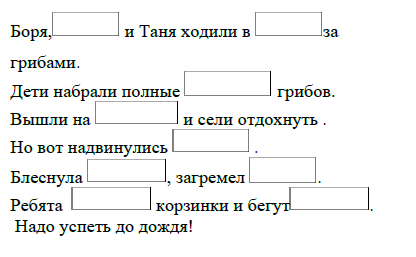 Боря, и Таня ходили в за
грибами.
Дети набрали полные грибов.
Вышли на и сели отдохнуть .
Но вот надвинулись .
Блеснула , загремел .
Ребята корзинки и бегут .
Надо успеть до дождя!